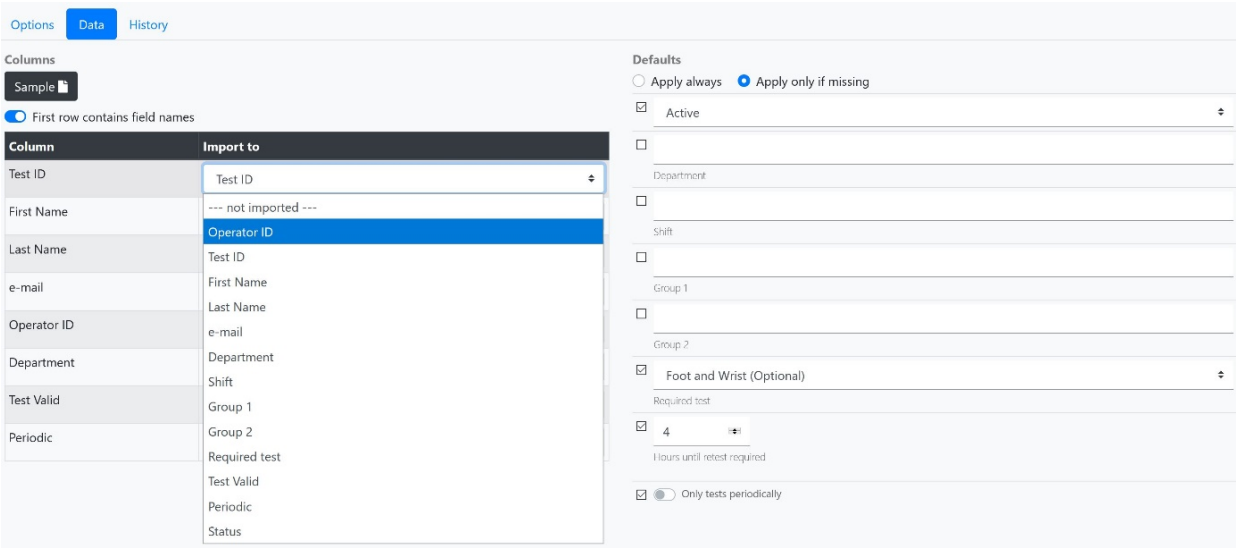 Options Data History
Columns
Sample
First row contains field names
Column Import to
Test ID Test ID
--- not imported ---
First Name
Operator ID
Last Name
Test ID
First Name
e-mail
Last Name
Operator ID
e-mail
Department
Department
Shift
Test Valid
Group 1
Periodic
Group 2
Required test
Test Valid
Periodic
Status
Defaults
Apply always Apply only if missing
Active
Department
Shift
Group 1
Group 2
Foot and Wrist (Optional)
Required test
4
Hours until retest required
Only tests periodically